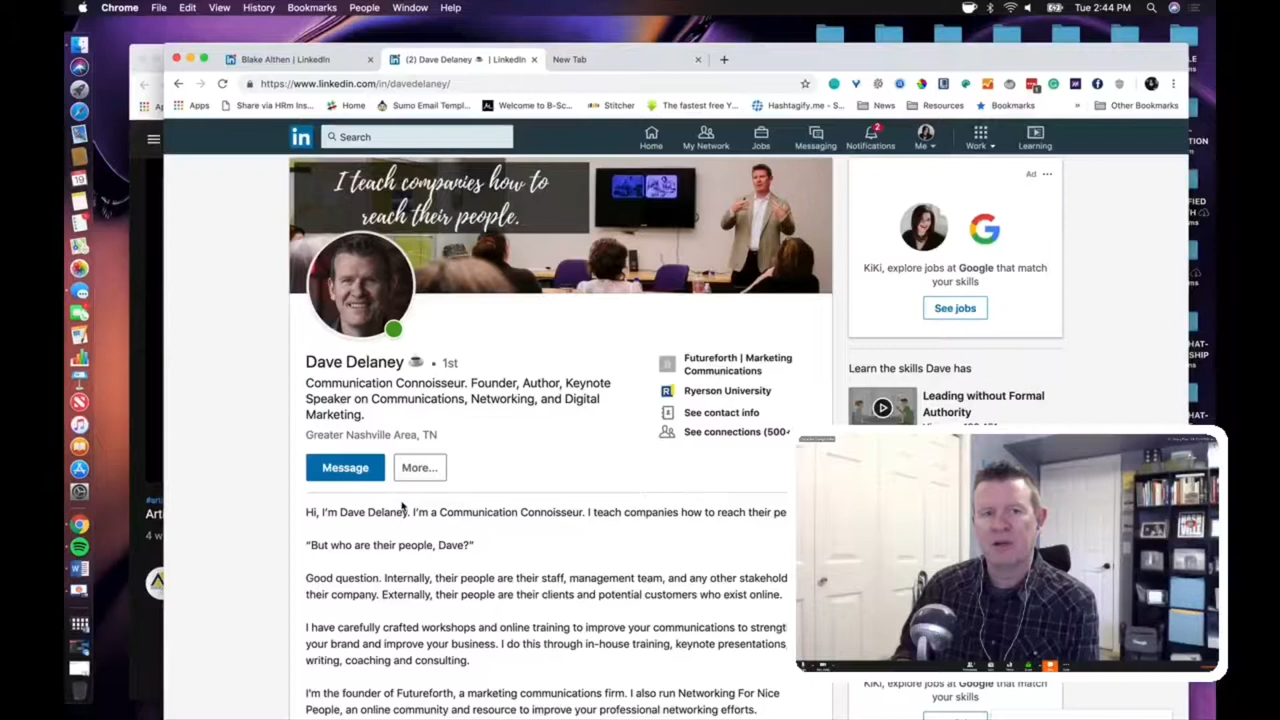 Chrome File Edit View History Bookmarks People Window Help
Tue 2:44 PM
Blake Althen | LinkedIn
(2) Dave Delaney ☕ | LinkedIn
New Tab
https://www.linkedin.com/in/davedelaney/
Apps
Share via HRm Ins...
Home
Sumo Email Templ...
Welcome to B-Sc...
Stitcher
The fastest free Y...
Hashtagify.me - S...
News
Resources
Bookmarks
»
Other Bookmarks
in
Search
Home
My Network
Jobs
Messaging
2
Notifications
Me
Work
Learning
I teach companies how to
reach their people.
Ad
KiKi, explore jobs at Google that match
your skills
See jobs
Dave Delaney ☕ • 1st
Communication Connoisseur. Founder, Author, Keynote
Speaker on Communications, Networking, and Digital
Marketing.
Greater Nashville Area, TN
Futureforth | Marketing
Communications
Ryerson University
See contact info
See connections (500+
Message
More...
Learn the skills Dave has
Leading without Formal
Authority
Hi, I'm Dave Delaney. I'm a Communication Connoisseur. I teach companies how to reach their pe
"But who are their people, Dave?"
Good question. Internally, their people are their staff, management team, and any other stakehold
their company. Externally, their people are their clients and potential customers who exist online.
I have carefully crafted workshops and online training to improve your communications to strengt
your brand and improve your business. I do this through in-house training, keynote presentations,
writing, coaching and consulting.
I'm the founder of Futureforth, a marketing communications firm. I also run Networking For Nice
People, an online community and resource to improve your professional networking efforts.
KiKi, explore jobs at Google that match
your skills